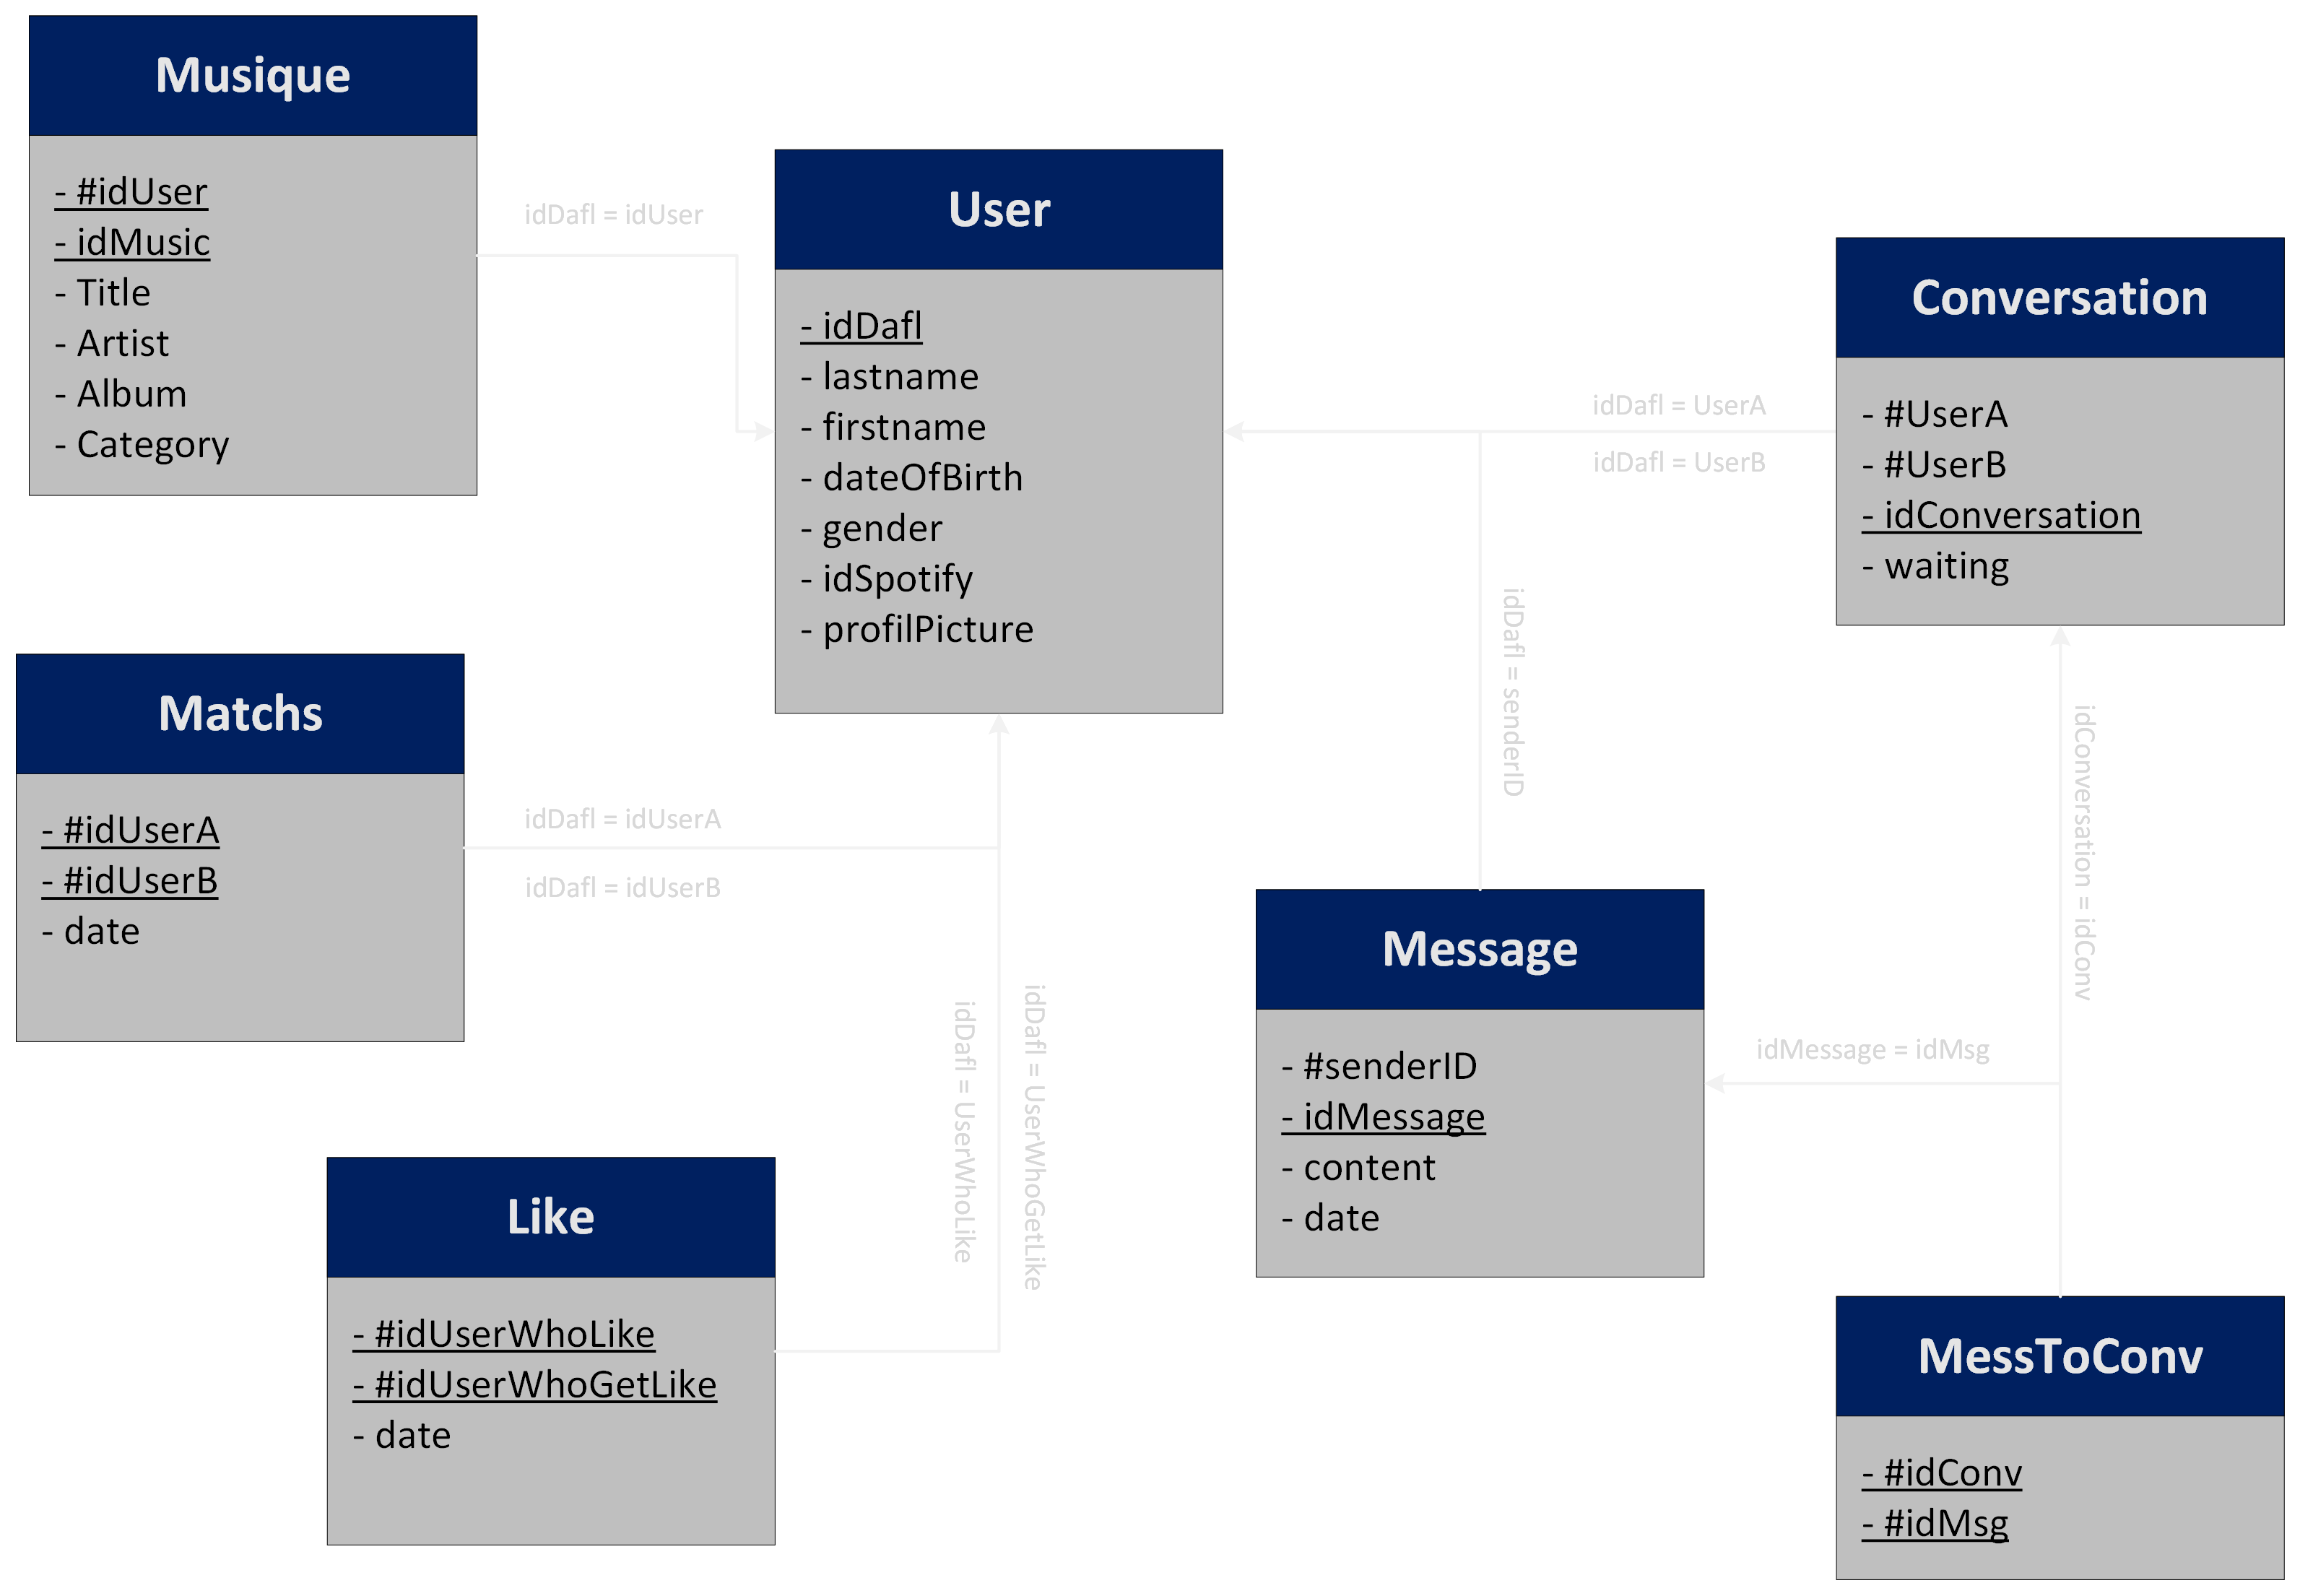 Musique
- #idUser
- idMusic
- Title
- Artist
- Album
- Category
idDafl = idUser
User
- idDafl
- lastname
- firstname
- dateOfBirth
- gender
- idSpotify
- profilPicture
idDafl = UserA
idDafl = UserB
Conversation
- #UserA
- #UserB
- idConversation
- waiting
Matchs
- #idUserA
- #idUserB
- date
idDafl = idUserA
idDafl = idUserB
idDafl = senderID
idConversation = idConv
Message
- #senderID
- idMessage
- content
- date
idMessage = idMsg
idDafl = UserWhoLike
idDafl = UserWhoGetLike
Like
- #idUserWhoLike
- #idUserWhoGetLike
- date
MessToConv
- #idConv
- #idMsg